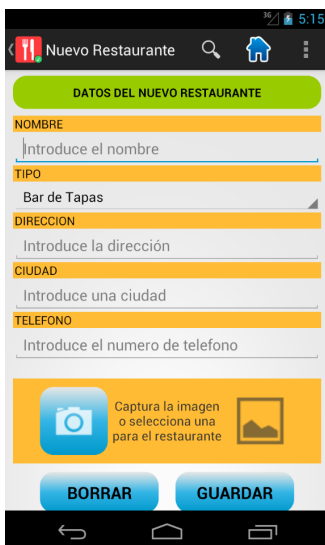 3G 5:15
Nuevo Restaurante
DATOS DEL NUEVO RESTAURANTE
NOMBRE
Introduce el nombre
TIPO
Bar de Tapas
DIRECCION
Introduce la dirección
CIUDAD
Introduce una ciudad
TELEFONO
Introduce el numero de telefono
Captura la imagen
o selecciona una
para el restaurante
BORRAR GUARDAR